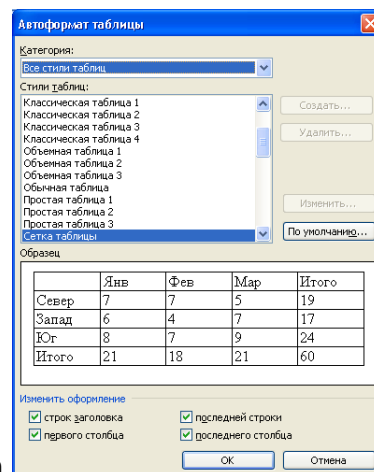 Автоформат таблицы
Категория:
Все стили таблиц
Стили таблиц:
Классическая таблица 1
Классическая таблица 2
Классическая таблица 3
Классическая таблица 4
Объемная таблица 1
Объемная таблица 2
Объемная таблица 3
Обычная таблица
Простая таблица 1
Простая таблица 2
Простая таблица 3
Сетка таблицы
Создать...
Удалить...
Изменить...
По умолчанию...
Образец
Янв Фев Мар Итого
Север 7 7 5 19
Запад 6 4 7 17
Юг 8 7 9 24
Итого 21 18 21 60
Изменить оформление
строк заголовка последней строки
первого столбца последнего столбца
ОК Отмена